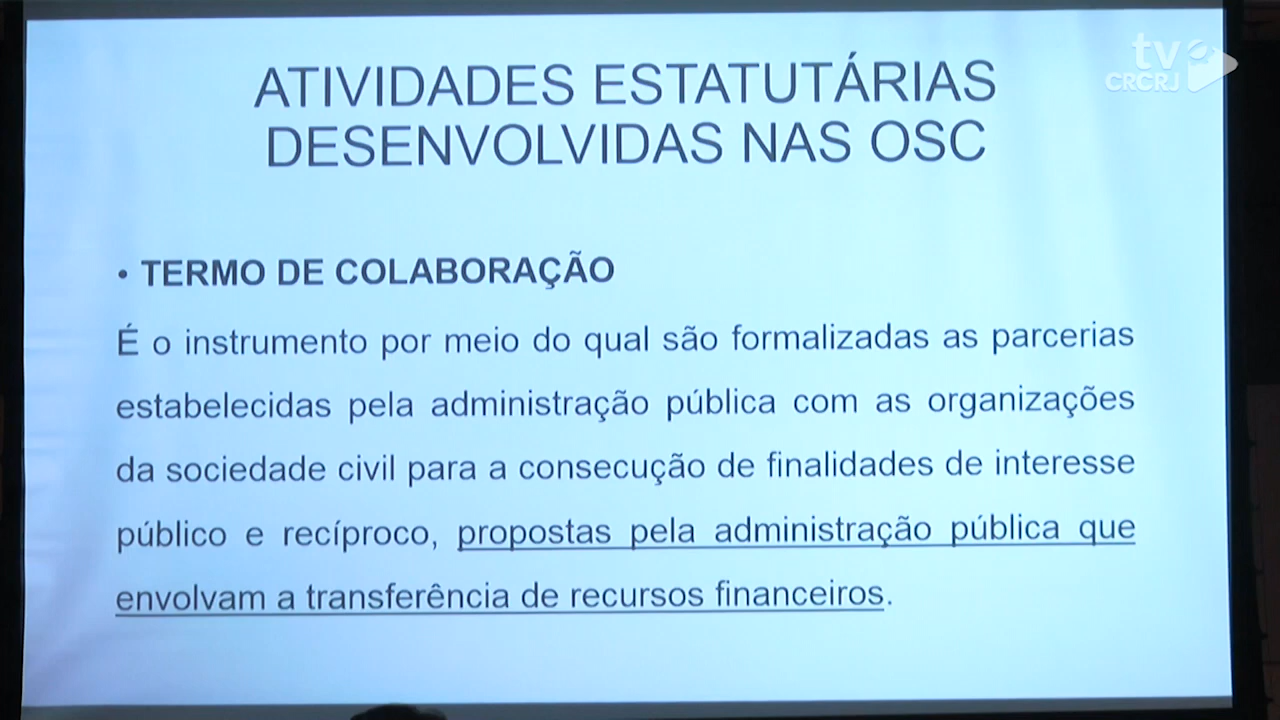 tv
CRCRJ
ATIVIDADES ESTATUTÁRIAS
DESENVOLVIDAS NAS OSC
• TERMO DE COLABORAÇÃO
É o instrumento por meio do qual são formalizadas as parcerias
estabelecidas pela administração pública com as organizações
da sociedade civil para a consecução de finalidades de interesse
público e recíproco, propostas pela administração pública que
envolvam a transferência de recursos financeiros.